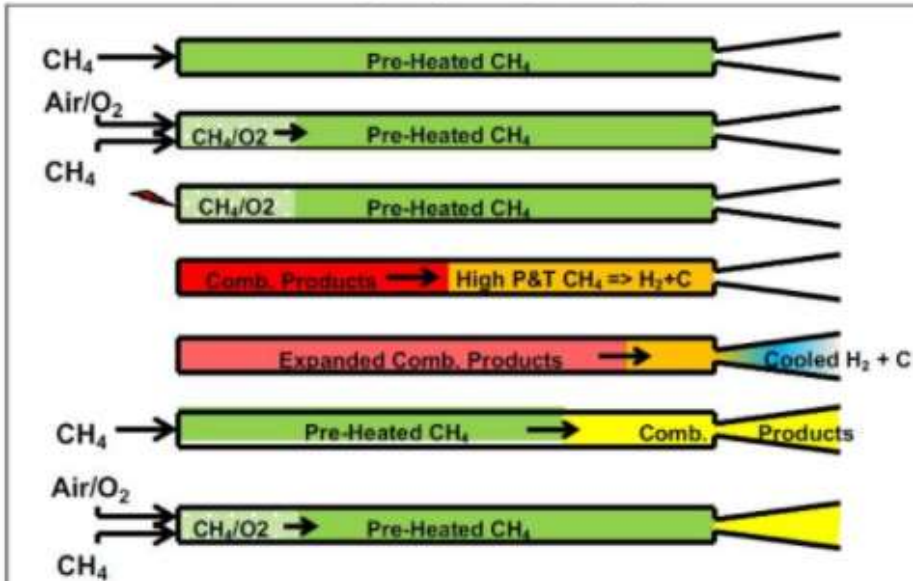 CH₄ Pre-Heated CH₄
Air/O₂
CH₄/O2 Pre-Heated CH₄
CH₄
CH₄/O2 Pre-Heated CH₄
Comb. Products High P&T CH₄ => H₂+C
Expanded Comb. Products Cooled H₂ + C
CH₄ Pre-Heated CH₄ Comb. Products
Air/O₂
CH₄/O2 Pre-Heated CH₄
CH₄